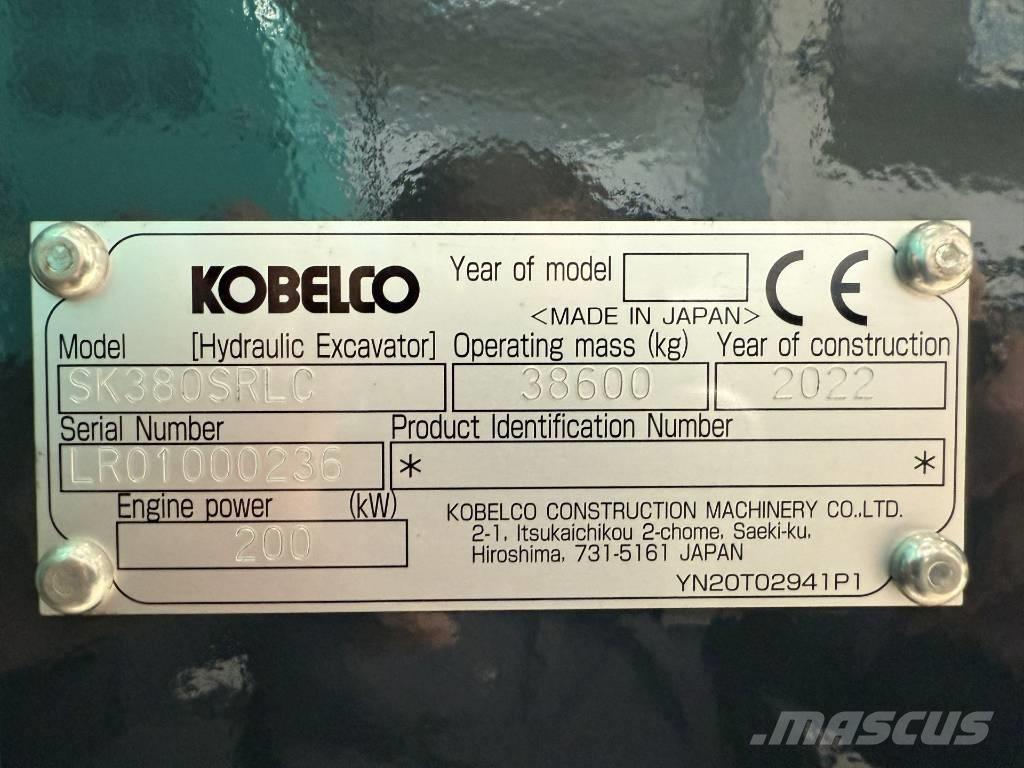 KOBELCO
Year of model
CE
<MADE IN JAPAN>
Model [Hydraulic Excavator]
SK380SRLC
Operating mass (kg)
38600
Year of construction
2022
Serial Number
LR01000236
Product Identification Number
* *
Engine power (kW)
200
KOBELCO CONSTRUCTION MACHINERY CO.,LTD.
2-1, Itsukaichikou 2-chome, Saeki-ku,
Hiroshima, 731-5161 JAPAN
YN20T02941P1
MASCUS